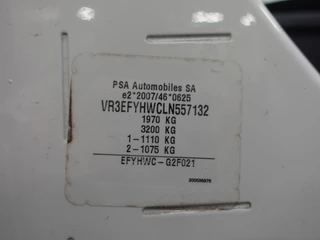 PSA Automobiles SA
e2*2007/46*0625
VR3EFYHWCLN557132
1970 KG
3200 KG
1-1110 KG
2-1075 KG
EFYHWC-G2F021